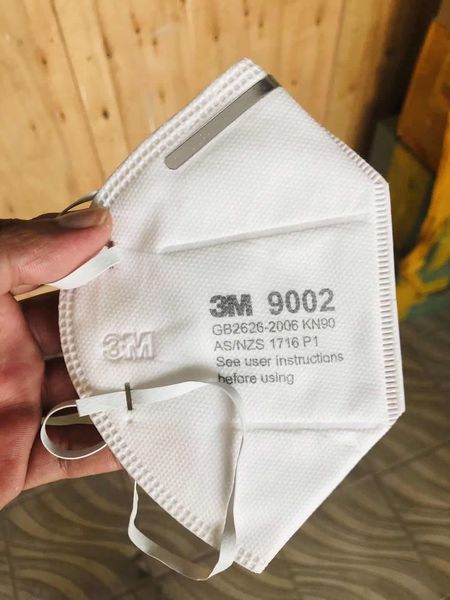 3M 9002
GB2626-2006 KN90
AS/NZS 1716 P1
See user instructions
before using
3M